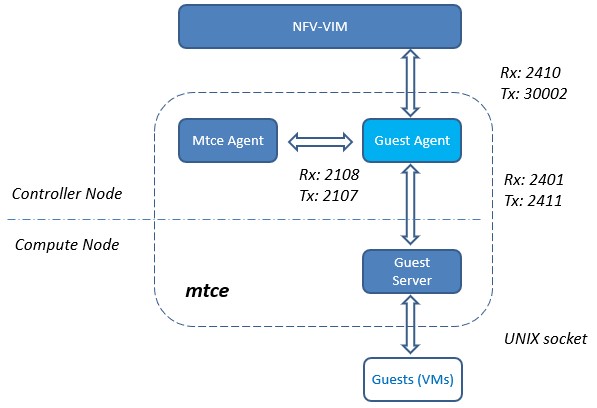 NFV-VIM
Rx: 2410
Tx: 30002
Mtce Agent
Guest Agent
Rx: 2108
Tx: 2107
Rx: 2401
Tx: 2411
Controller Node
Compute Node
Guest
Server
mtce
UNIX socket
Guests (VMs)